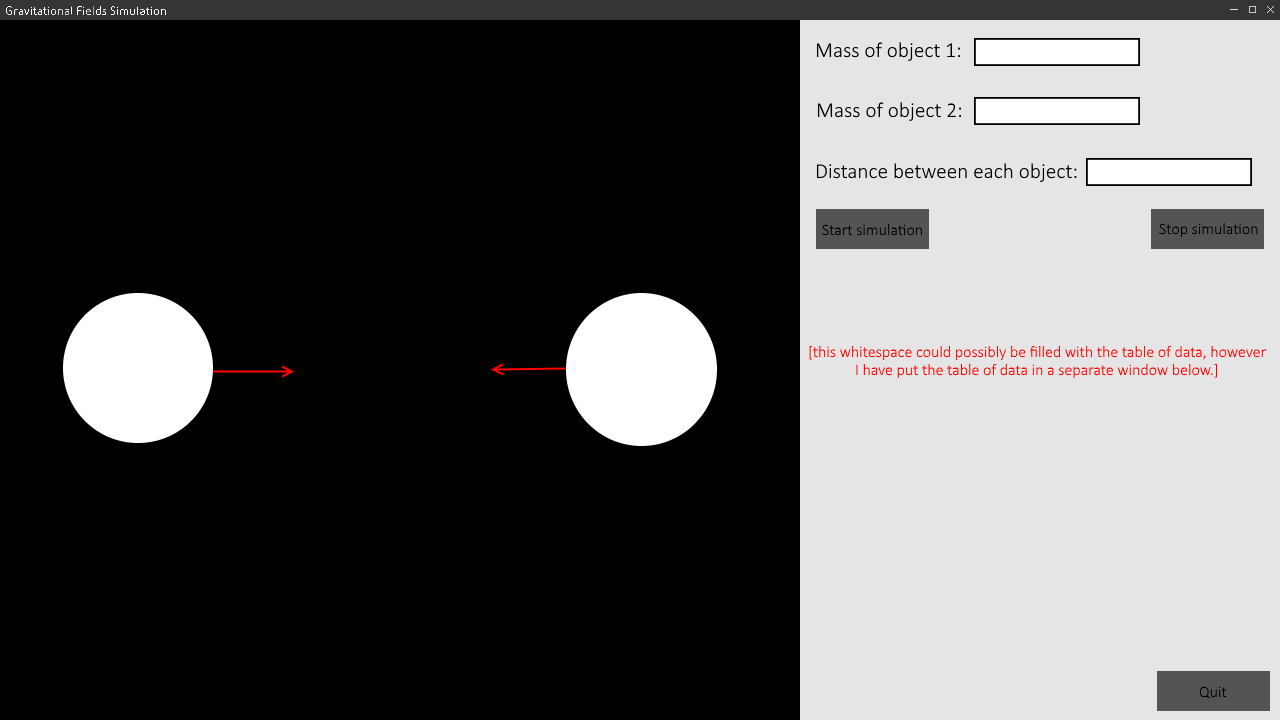 Gravitational Fields Simulation
Mass of object 1:
Mass of object 2:
Distance between each object:
Start simulation
Stop simulation
[this whitespace could possibly be filled with the table of data, however
I have put the table of data in a separate window below.]
Quit